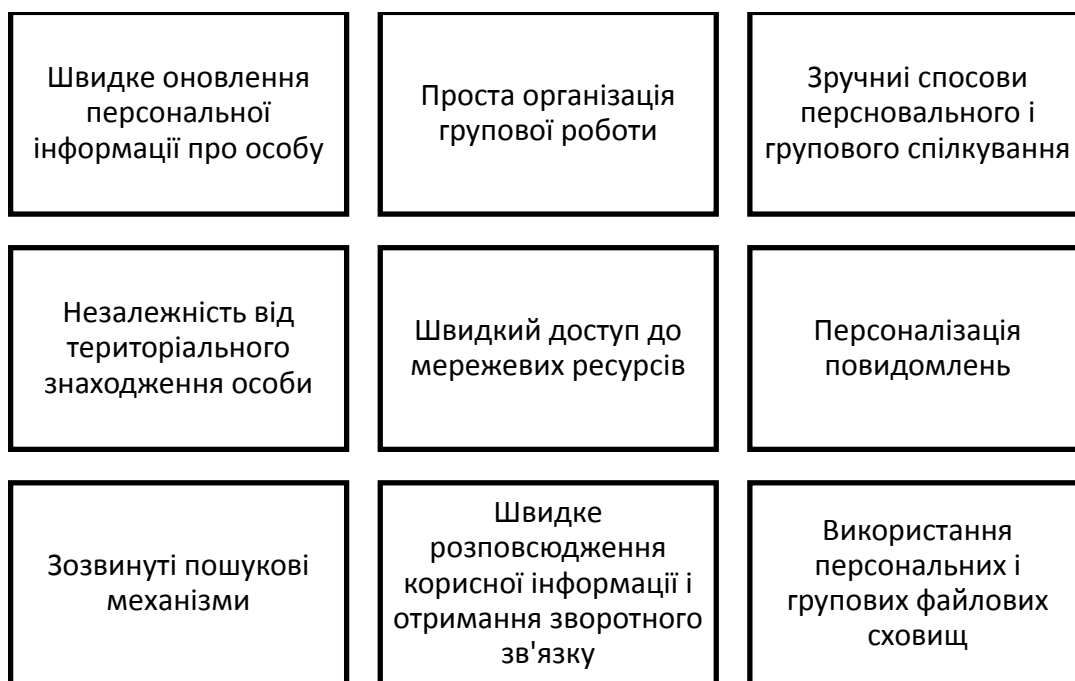 Швидке оновлення
персональної
інформації про особу
Проста організація
групової роботи
Зручниі спосови
персновального і
групового спілкування
Незалежність від
територіального
знаходження особи
Швидкий доступ до
мережевих ресурсів
Персоналізація
повидомлень
Зозвинуті пошукові
механізми
Швидке
розповсюдження
корисної інформації і
отримання зворотного
зв'язку
Використання
персональних і
групових файлових
сховищ